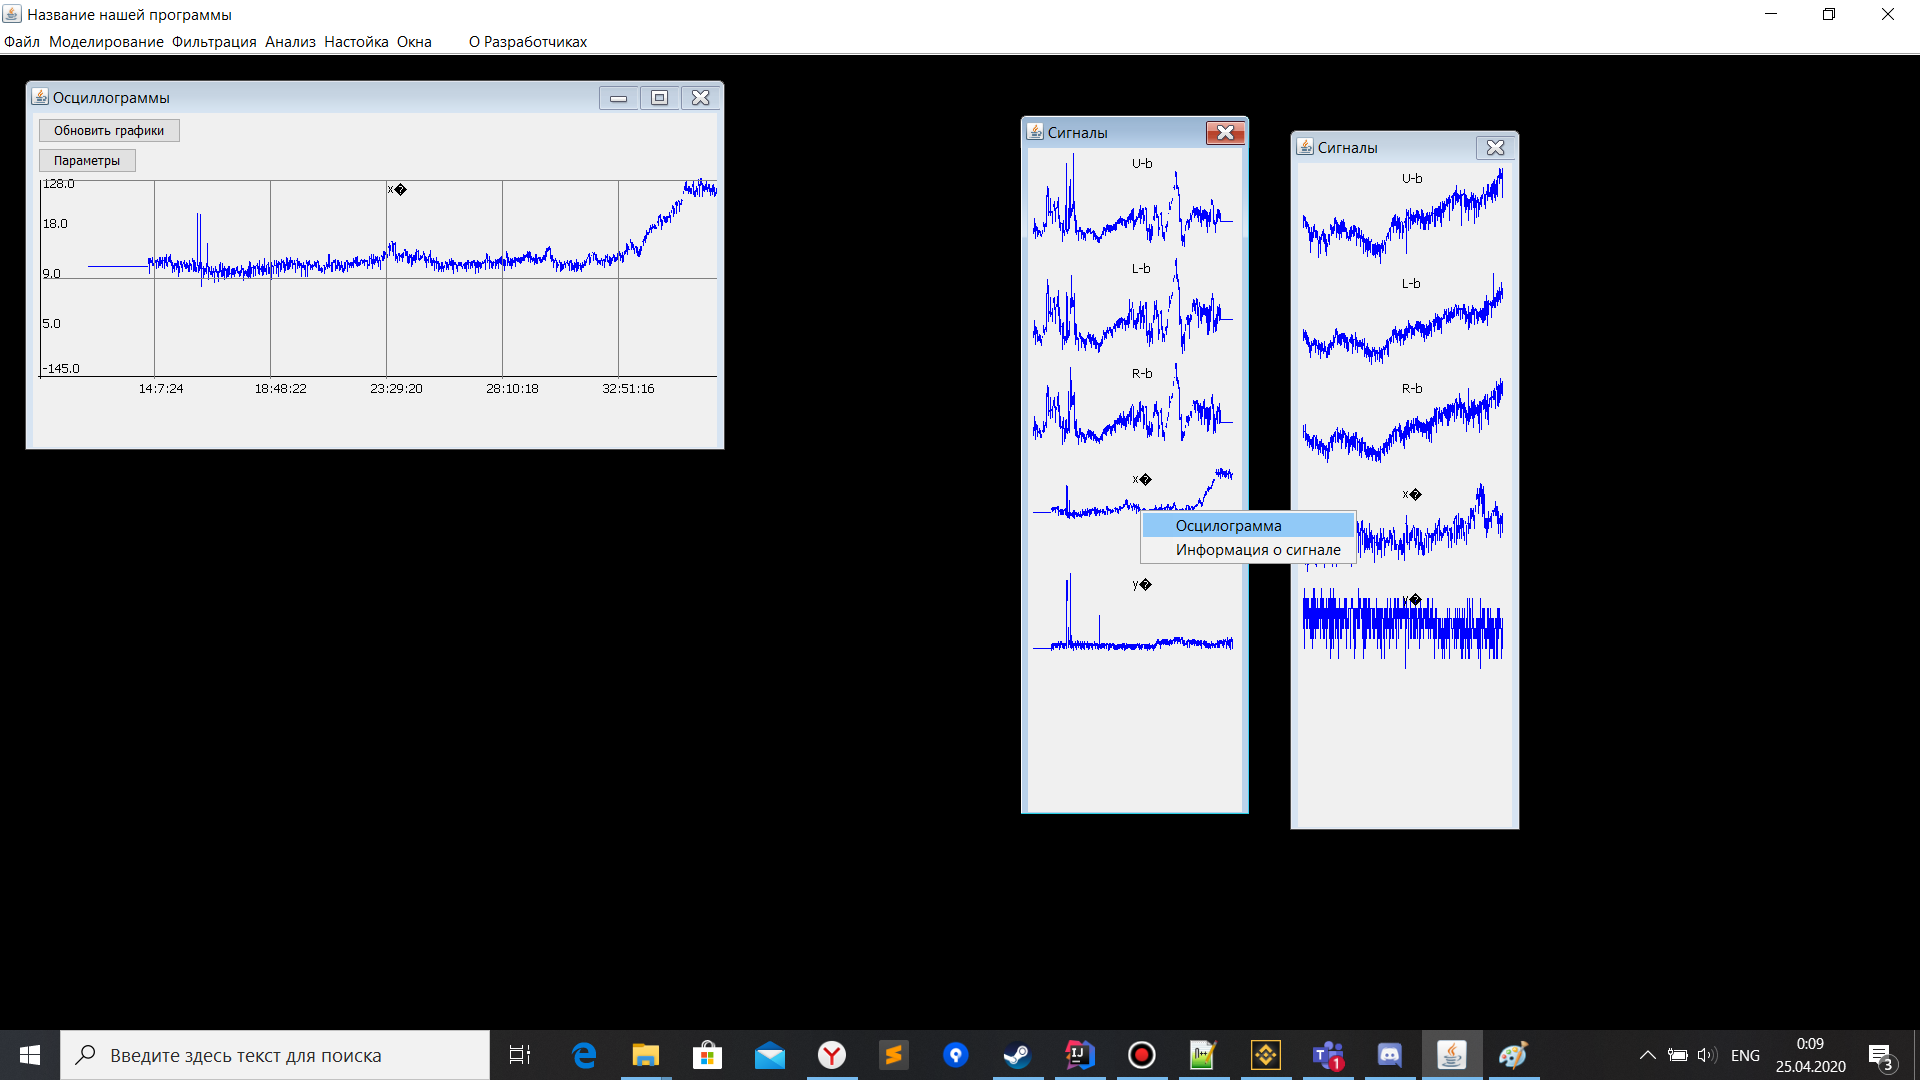 Название нашей программы
Файл Моделирование Фильтрация Анализ Настойка Окна О Разработчиках
Осциллограммы
Обновить графики
Параметры
128.0
x�
18.0
9.0
5.0
-145.0
14:7:24 18:48:22 23:29:20 28:10:18 32:51:16
Сигналы
U-b
L-b
R-b
x�
Осцилограмма
Информация о сигнале
y�
Сигналы
U-b
L-b
R-b
x�
y�
Введите здесь текст для поиска
1
ENG
0:09
25.04.2020
3